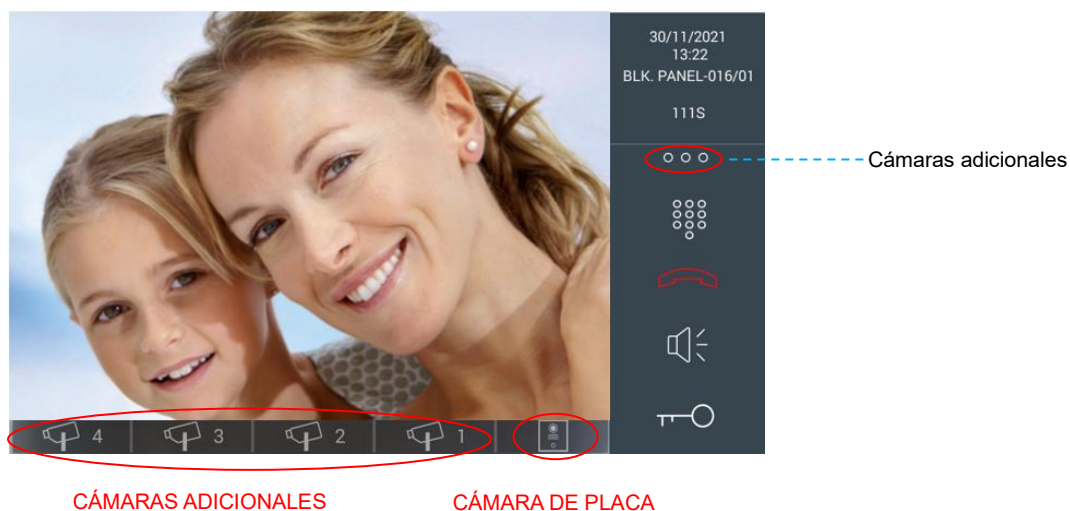 30/11/2021
13:22
BLK. PANEL-016/01
111S
Cámaras adicionales
4 3 2 1
CÁMARAS ADICIONALES CÁMARA DE PLACA